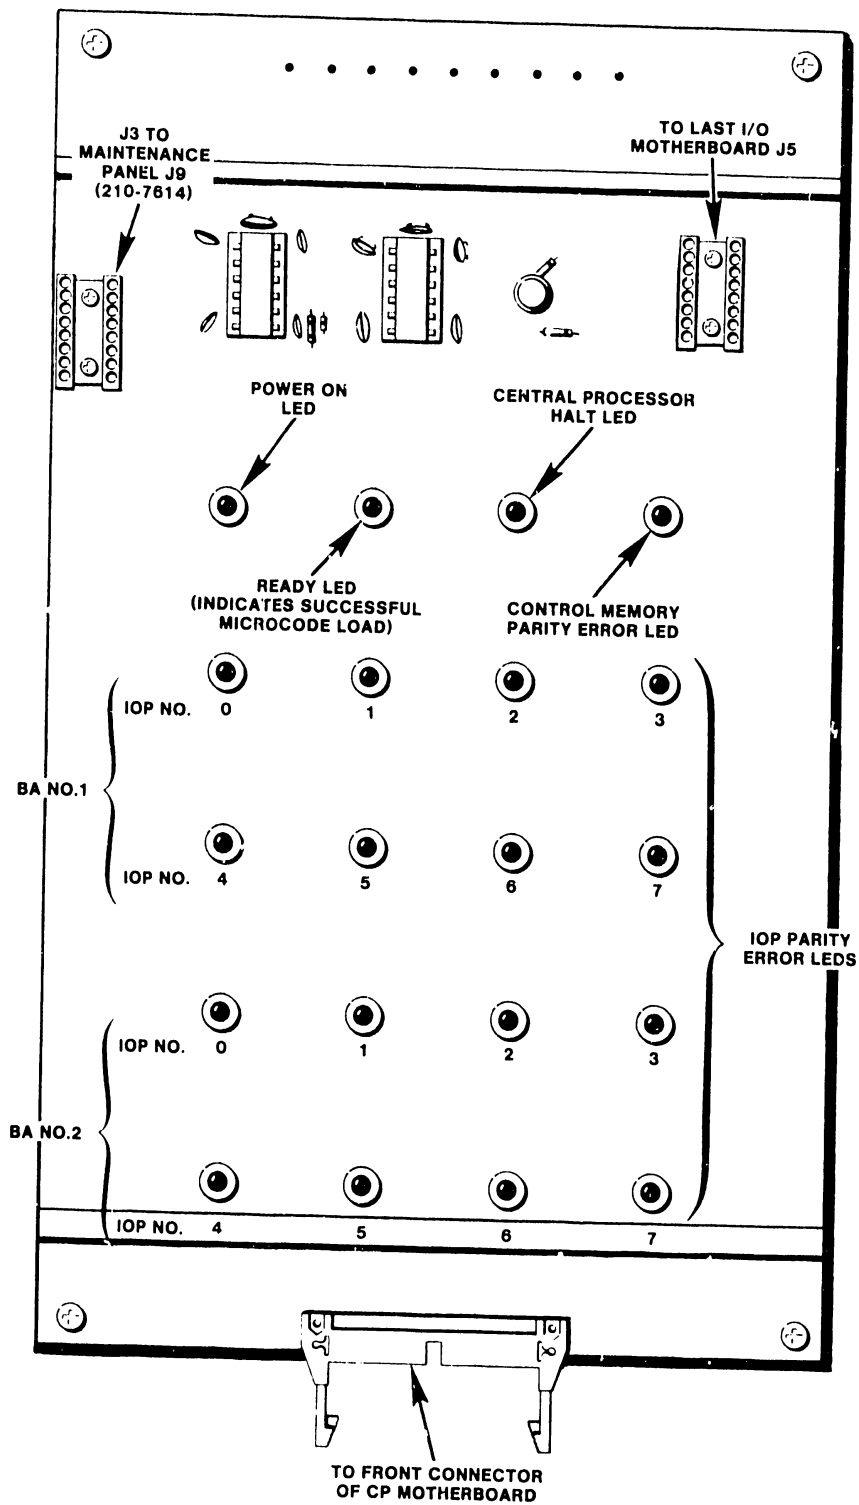 J3 TO
MAINTENANCE
PANEL J9
(210-7614)
TO LAST I/O
MOTHERBOARD J5
POWER ON
LED
CENTRAL PROCESSOR
HALT LED
READY LED
(INDICATES SUCCESSFUL
MICROCODE LOAD)
CONTROL MEMORY
PARITY ERROR LED
IOP NO. 0 1 2 3
BA NO.1
IOP NO. 4 5 6 7
IOP PARITY
ERROR LEDS
IOP NO. 0 1 2 3
BA NO.2
IOP NO. 4 5 6 7
TO FRONT CONNECTOR
OF CP MOTHERBOARD